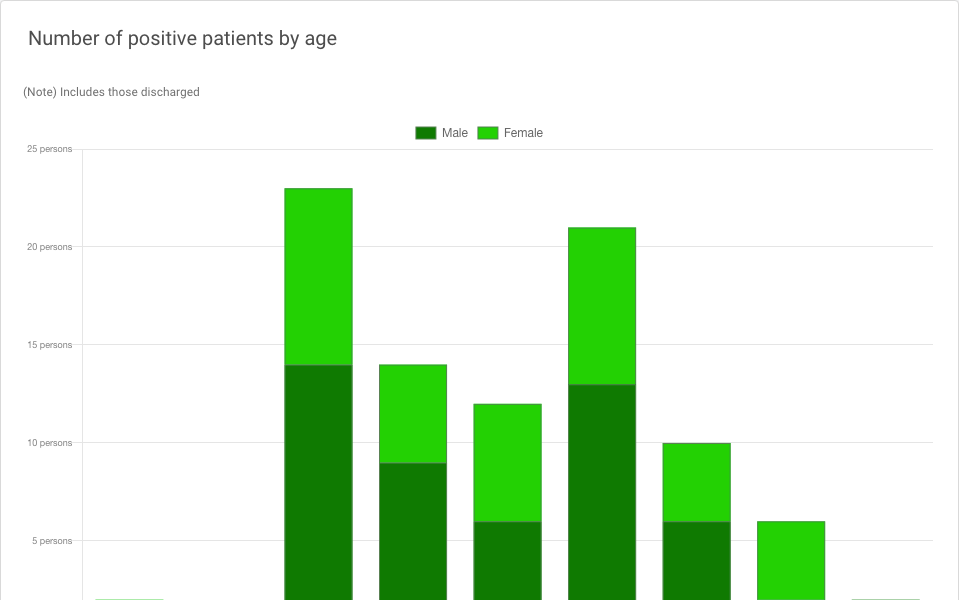 Number of positive patients by age
(Note) Includes those discharged
Male Female
25 persons
20 persons
15 persons
10 persons
5 persons